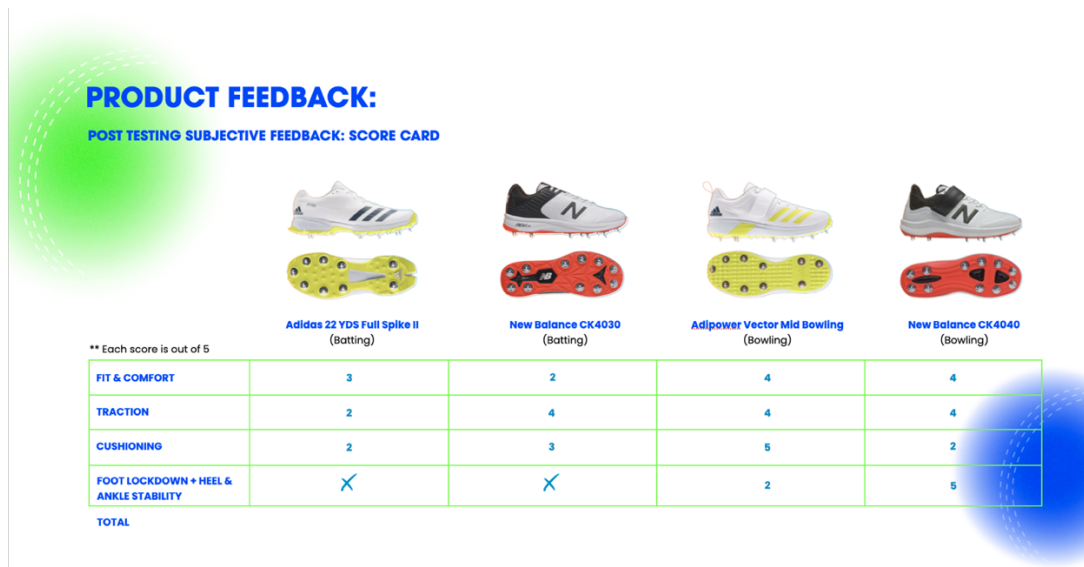 PRODUCT FEEDBACK:
POST TESTING SUBJECTIVE FEEDBACK: SCORE CARD
Adidas 22 YDS Full Spike II
(Batting)
New Balance CK4030
(Batting)
Adipower Vector Mid Bowling
(Bowling)
New Balance CK4040
(Bowling)
** Each score is out of 5
FIT & COMFORT 3 2 4 4
TRACTION 2 4 4 4
CUSHIONING 2 3 5 2
FOOT LOCKDOWN + HEEL &
ANKLE STABILITY X X 2 5
TOTAL